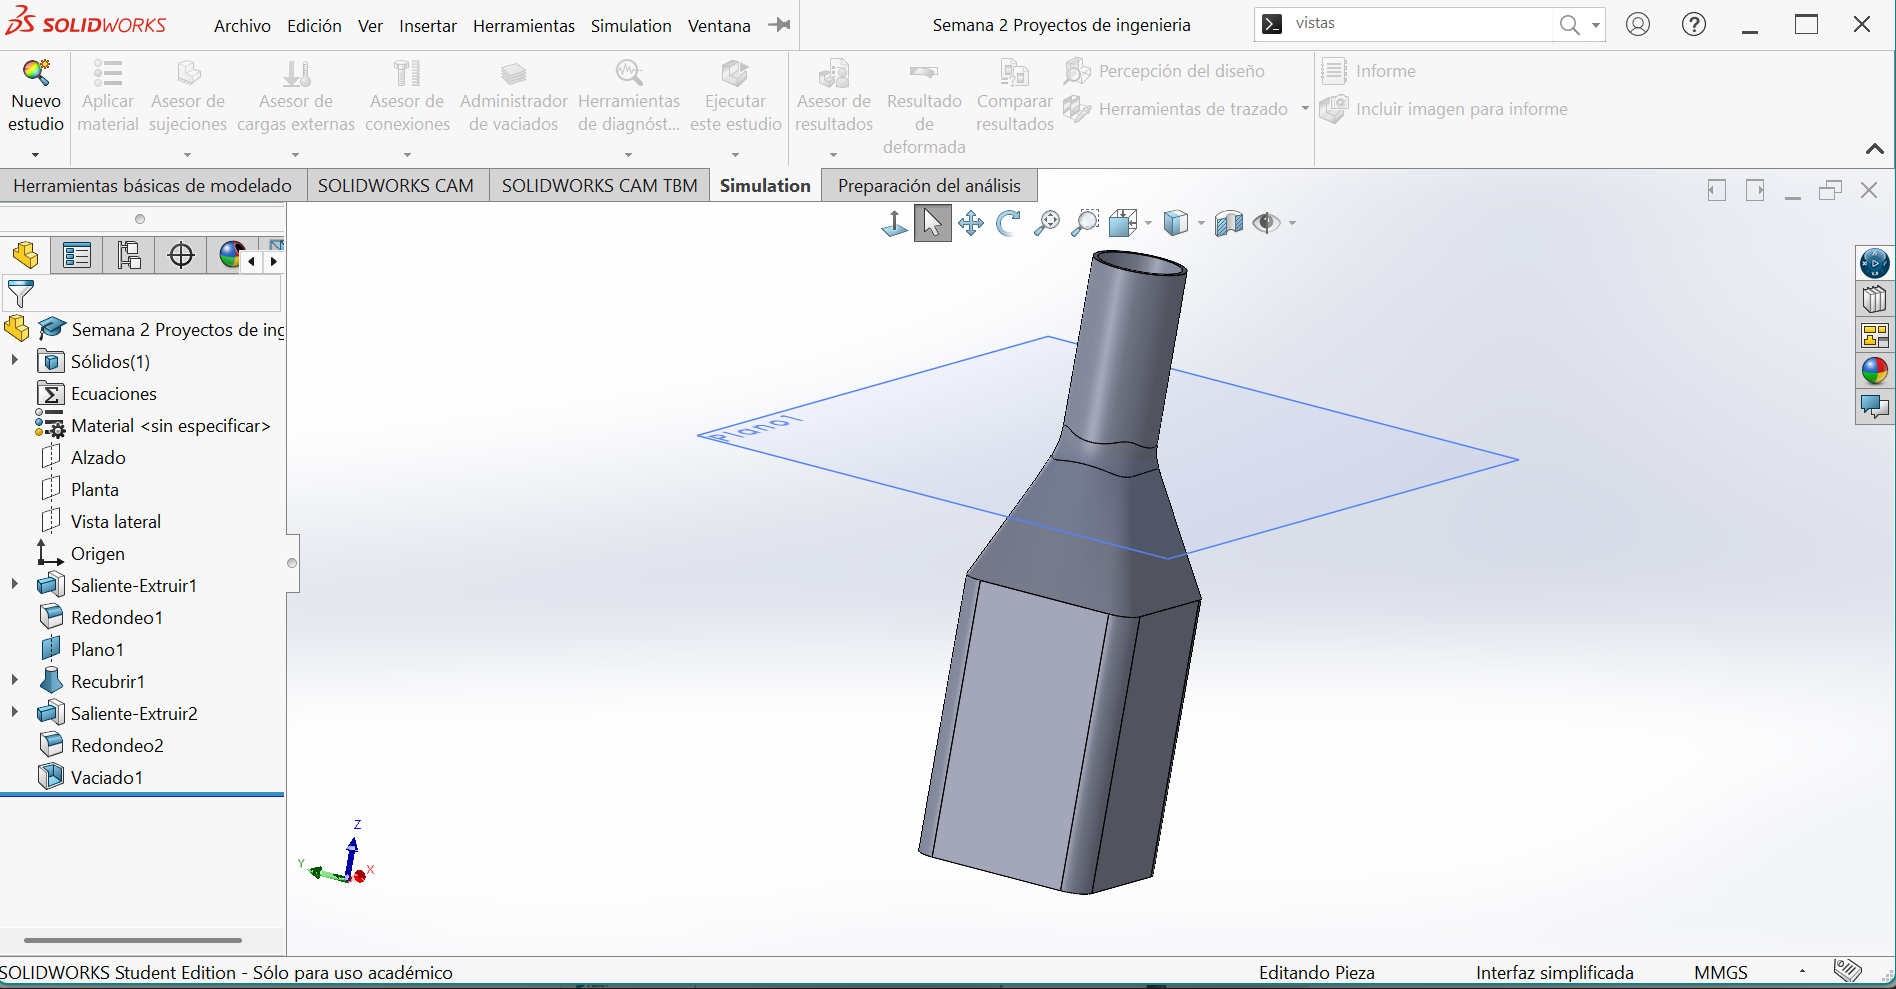 SOLIDWORKS
Archivo Edición Ver Insertar Herramientas Simulation Ventana
Semana 2 Proyectos de ingenieria
vistas
Nuevo estudio
Aplicar material
Asesor de sujeciones
Asesor de cargas externas
Asesor de conexiones
Administrador de vaciados
Herramientas de diagnóst...
Ejecutar este estudio
Asesor de resultados
Resultado de deformada
Comparar resultados
Percepción del diseño
Herramientas de trazado
Informe
Incluir imagen para informe
Herramientas básicas de modelado
SOLIDWORKS CAM
SOLIDWORKS CAM TBM
Simulation
Preparación del análisis
Semana 2 Proyectos de ing
Sólidos(1)
Ecuaciones
Material <sin especificar>
Alzado
Planta
Vista lateral
Origen
Saliente-Extruir1
Redondeo1
Plano1
Recubrir1
Saliente-Extruir2
Redondeo2
Vaciado1
Plano1
Z
Y
X
SOLIDWORKS Student Edition - Sólo para uso académico
Editando Pieza
Interfaz simplificada
MMGS